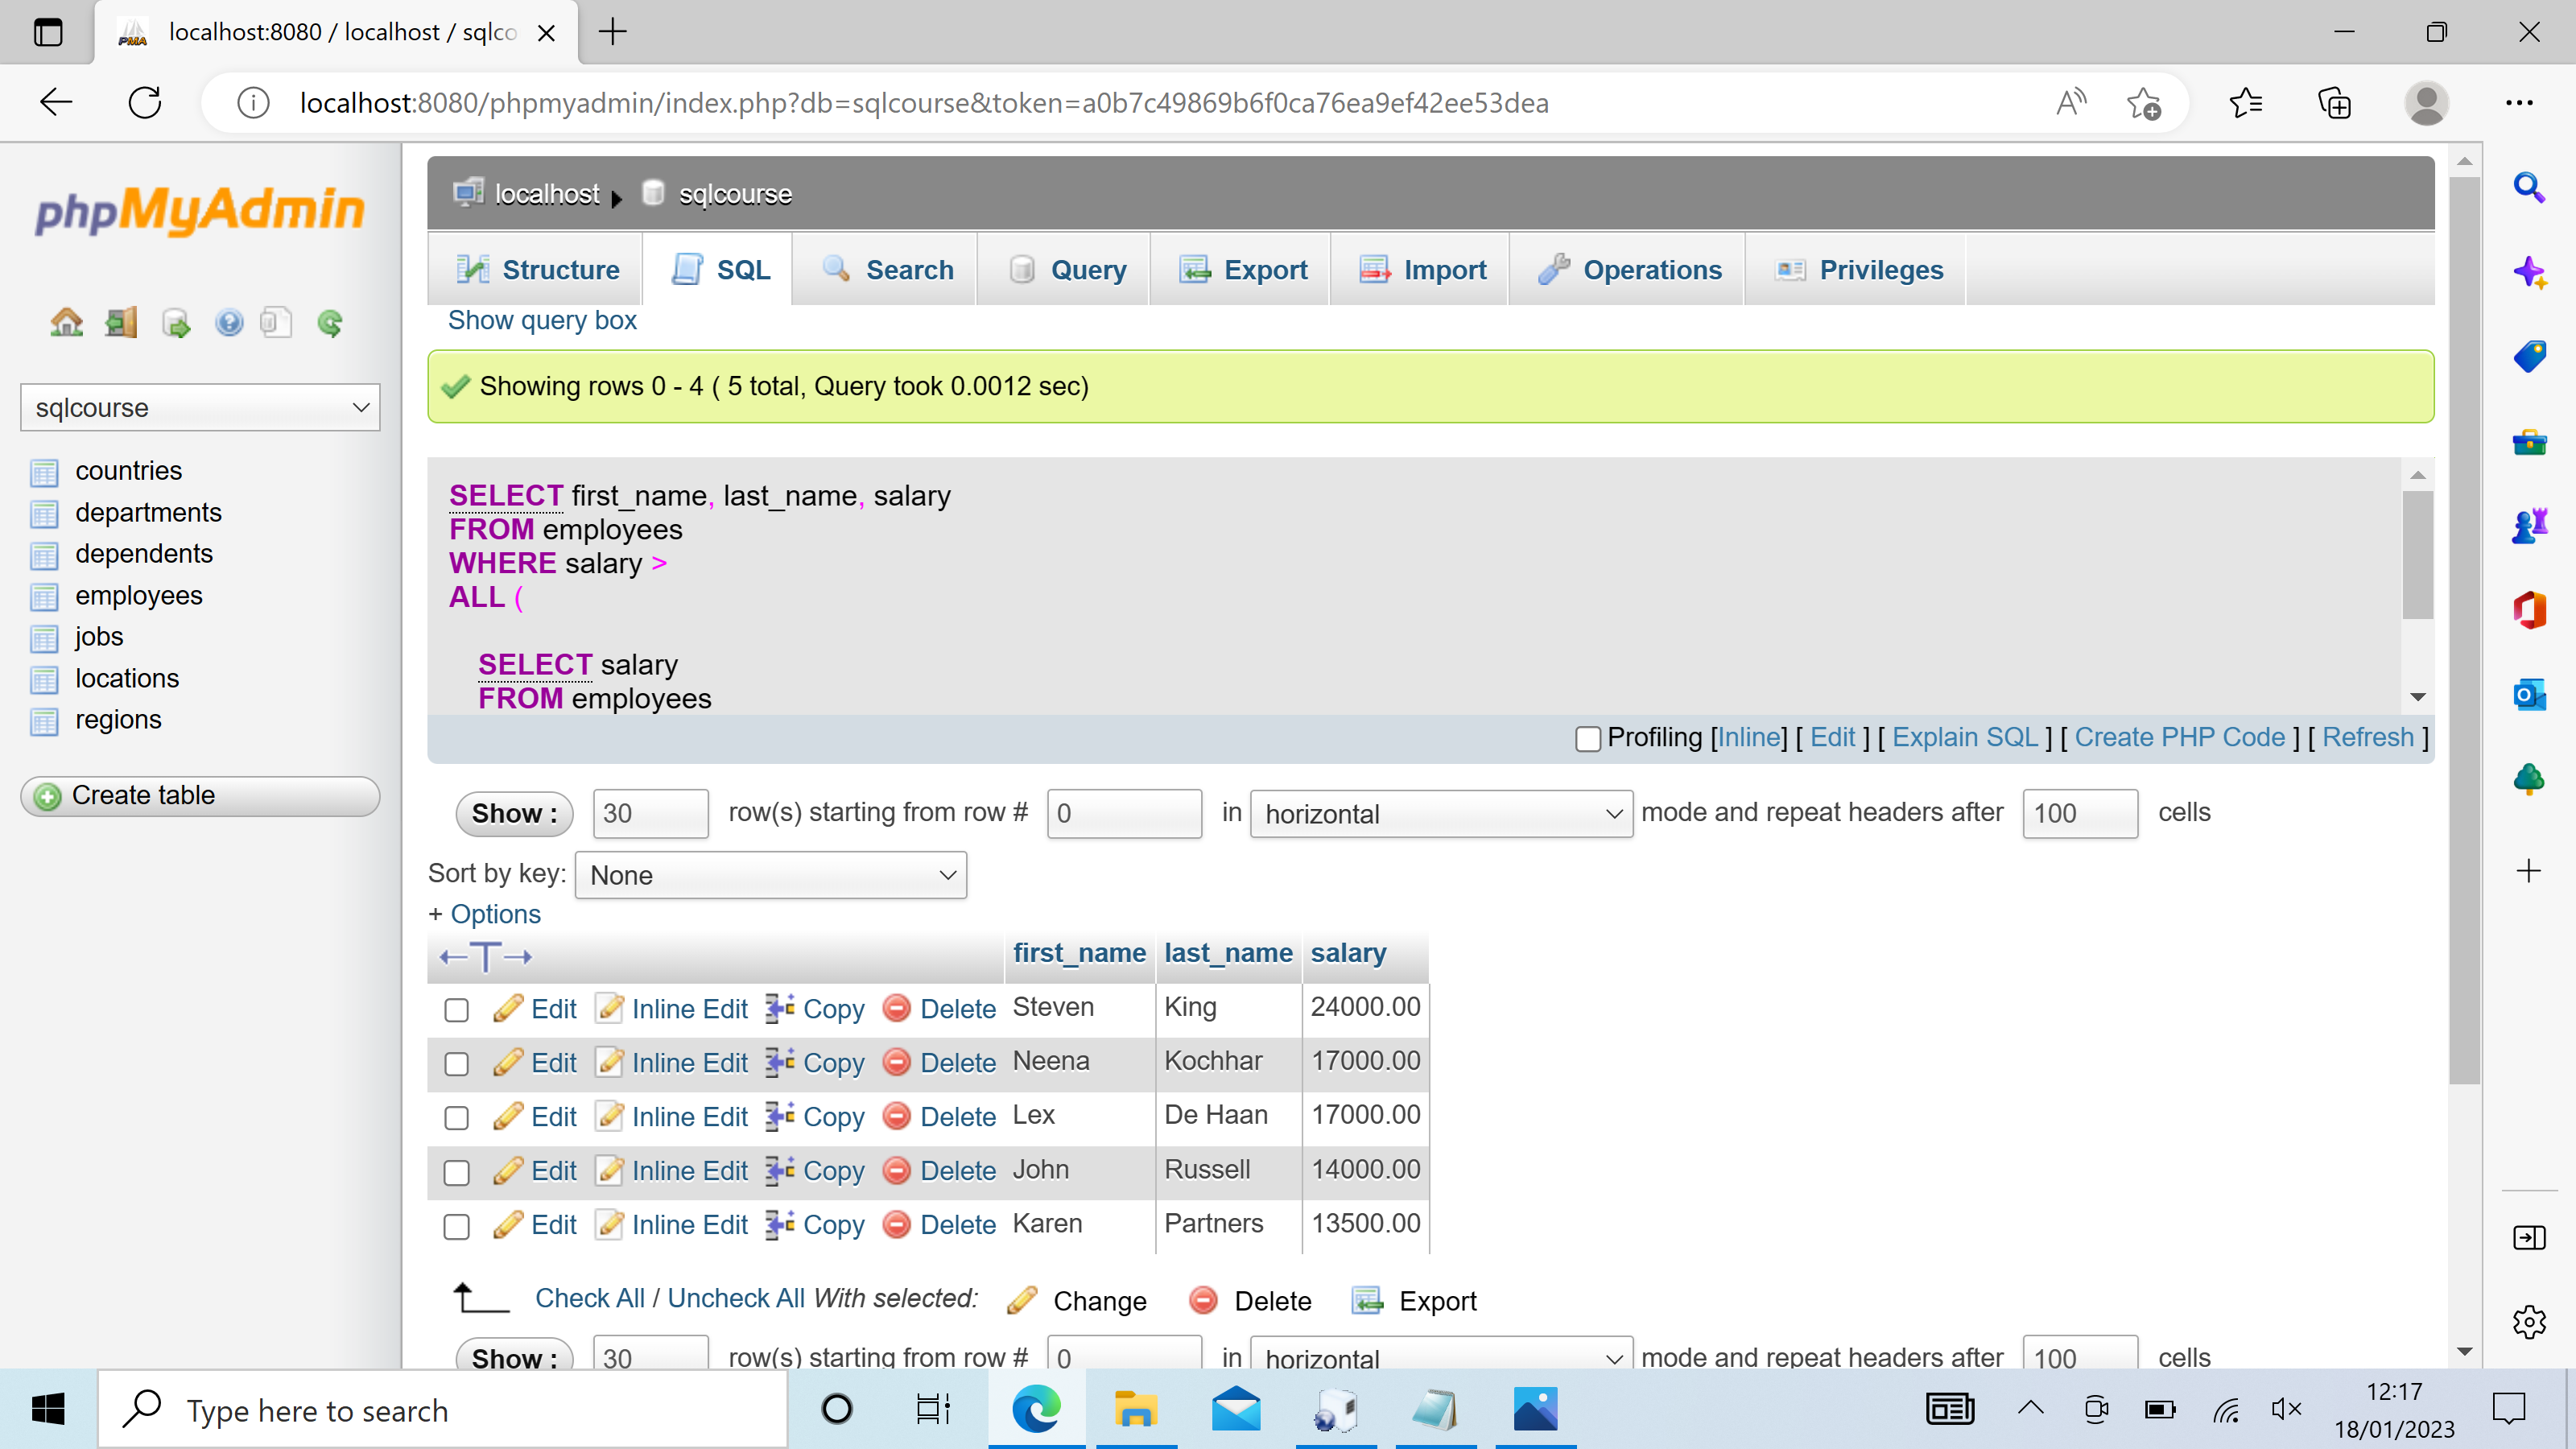 localhost:8080 / localhost / sqlco
localhost:8080/phpmyadmin/index.php?db=sqlcourse&token=a0b7c49869b6f0ca76ea9ef42ee53dea
phpMyAdmin
sqlcourse
countries
departments
dependents
employees
jobs
locations
regions
Create table
localhost ▸ sqlcourse
Structure SQL Search Query Export Import Operations Privileges
Show query box
Showing rows 0 - 4 ( 5 total, Query took 0.0012 sec)
SELECT first_name, last_name, salary
FROM employees
WHERE salary >
ALL (
SELECT salary
FROM employees
Profiling [Inline] [ Edit ] [ Explain SQL ] [ Create PHP Code ] [ Refresh ]
Show : 30 row(s) starting from row # 0 in horizontal mode and repeat headers after 100 cells
Sort by key: None
+ Options
←T→ first_name last_name salary
Edit Inline Edit Copy Delete Steven King 24000.00
Edit Inline Edit Copy Delete Neena Kochhar 17000.00
Edit Inline Edit Copy Delete Lex De Haan 17000.00
Edit Inline Edit Copy Delete John Russell 14000.00
Edit Inline Edit Copy Delete Karen Partners 13500.00
Check All / Uncheck All With selected: Change Delete Export
Show : 30 row(s) starting from row # 0 in horizontal mode and repeat headers after 100 cells
Type here to search
12:17
18/01/2023